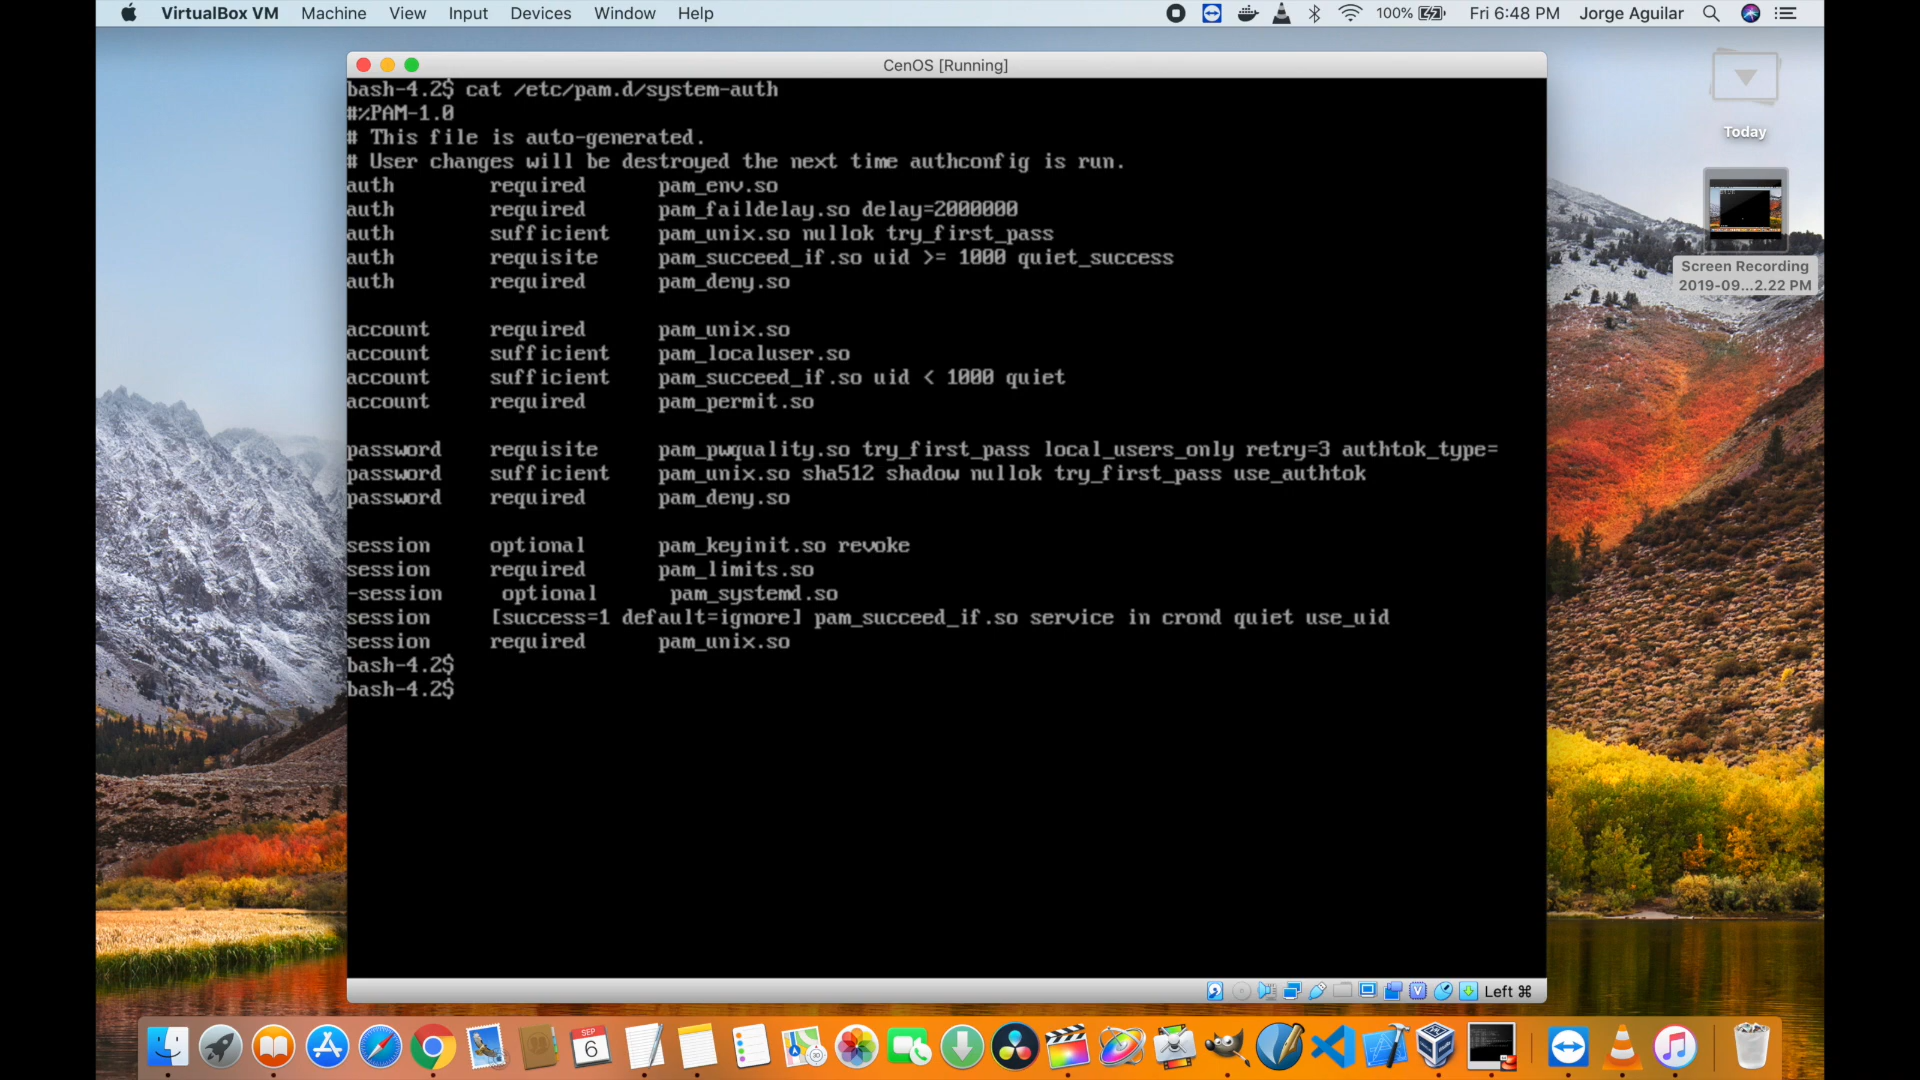 VirtualBox VM Machine View Input Devices Window Help 100% Fri 6:48 PM Jorge Aguilar
CenOS [Running]
bash-4.2$ cat /etc/pam.d/system-auth
#%PAM-1.0
# This file is auto-generated.
# User changes will be destroyed the next time authconfig is run.
auth required pam_env.so
auth required pam_faildelay.so delay=2000000
auth sufficient pam_unix.so nullok try_first_pass
auth requisite pam_succeed_if.so uid >= 1000 quiet_success
auth required pam_deny.so
account required pam_unix.so
account sufficient pam_localuser.so
account sufficient pam_succeed_if.so uid < 1000 quiet
account required pam_permit.so
password requisite pam_pwquality.so try_first_pass local_users_only retry=3 authtok_type=
password sufficient pam_unix.so sha512 shadow nullok try_first_pass use_authtok
password required pam_deny.so
session optional pam_keyinit.so revoke
session required pam_limits.so
-session optional pam_systemd.so
session [success=1 default=ignore] pam_succeed_if.so service in crond quiet use_uid
session required pam_unix.so
bash-4.2$
bash-4.2$
Today
Screen Recording
2019-09...2.22 PM
Left ⌘
SEP
6